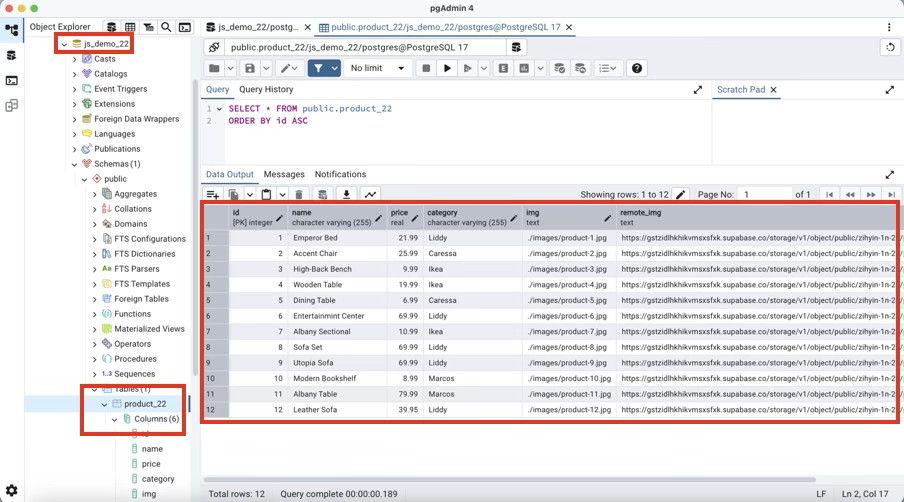 pgAdmin 4
Object Explorer
js_demo_22/postg... ×
public.product_22/js_demo_22/postgres@PostgreSQL 17 ×
js_demo_22
Casts
Catalogs
Event Triggers
Extensions
Foreign Data Wrappers
Languages
Publications
Schemas (1)
public
Aggregates
Collations
Domains
FTS Configurations
FTS Dictionaries
FTS Parsers
FTS Templates
Foreign Tables
Functions
Materialized Views
Operators
Procedures
1..3 Sequences
Tables (1)
product_22
Columns (6)
id
name
price
category
img
public.product_22/js_demo_22/postgres@PostgreSQL 17
No limit
Query Query History
Scratch Pad ×
1 SELECT * FROM public.product_22
2 ORDER BY id ASC
Data Output Messages Notifications
Showing rows: 1 to 12 Page No: 1 of 1
id name price category img remote_img
[PK] integer character varying (255) real character varying (255) text text
1 1 Emperor Bed 21.99 Liddy ./images/product-1.jpg https://gstzidlhkhikvmsxsfxk.supabase.co/storage/v1/object/public/zihyin-1n-2
2 2 Accent Chair 25.99 Caressa ./images/product-2.jpg https://gstzidlhkhikvmsxsfxk.supabase.co/storage/v1/object/public/zihyin-1n-2
3 3 High-Back Bench 9.99 Ikea ./images/product-3.jpg https://gstzidlhkhikvmsxsfxk.supabase.co/storage/v1/object/public/zihyin-1n-2
4 4 Wooden Table 19.99 Ikea ./images/product-4.jpg https://gstzidlhkhikvmsxsfxk.supabase.co/storage/v1/object/public/zihyin-1n-2
5 5 Dining Table 6.99 Caressa ./images/product-5.jpg https://gstzidlhkhikvmsxsfxk.supabase.co/storage/v1/object/public/zihyin-1n-2
6 6 Entertainmint Center 69.99 Liddy ./images/product-6.jpg https://gstzidlhkhikvmsxsfxk.supabase.co/storage/v1/object/public/zihyin-1n-2
7 7 Albany Sectional 10.99 Ikea ./images/product-7.jpg https://gstzidlhkhikvmsxsfxk.supabase.co/storage/v1/object/public/zihyin-1n-2
8 8 Sofa Set 69.99 Liddy ./images/product-8.jpg https://gstzidlhkhikvmsxsfxk.supabase.co/storage/v1/object/public/zihyin-1n-2
9 9 Utopia Sofa 69.99 Liddy ./images/product-9.jpg https://gstzidlhkhikvmsxsfxk.supabase.co/storage/v1/object/public/zihyin-1n-2
10 10 Modern Bookshelf 8.99 Marcos ./images/product-10.jpg https://gstzidlhkhikvmsxsfxk.supabase.co/storage/v1/object/public/zihyin-1n-2
11 11 Albany Table 79.99 Marcos ./images/product-11.jpg https://gstzidlhkhikvmsxsfxk.supabase.co/storage/v1/object/public/zihyin-1n-2
12 12 Leather Sofa 39.95 Liddy ./images/product-12.jpg https://gstzidlhkhikvmsxsfxk.supabase.co/storage/v1/object/public/zihyin-1n-2
Total rows: 12 Query complete 00:00:00.189 LF Ln 2, Col 17